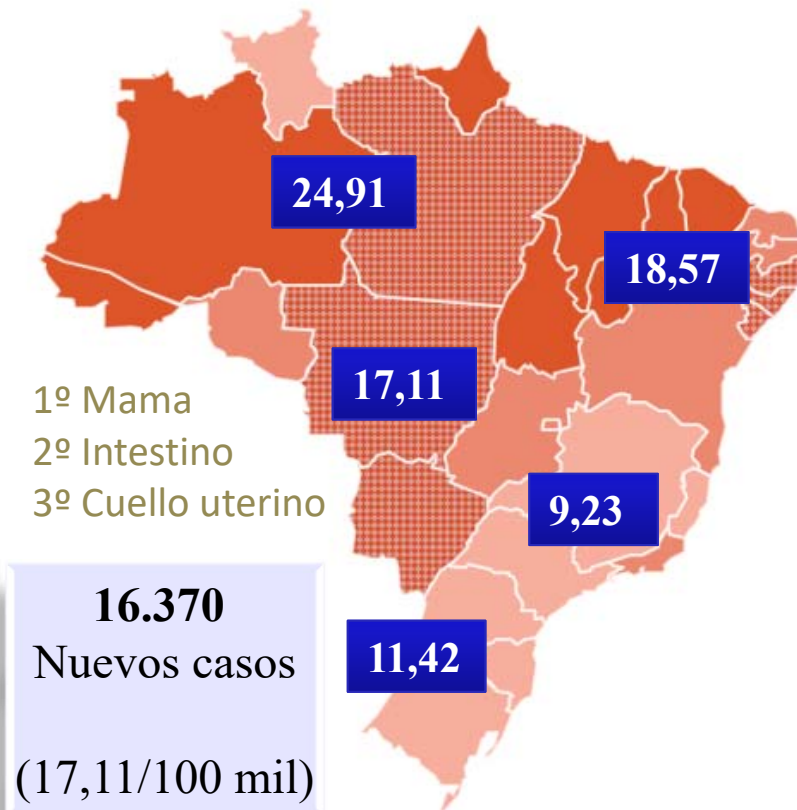 24,91
18,57
17,11
1º Mama
2º Intestino
3º Cuello uterino
9,23
16.370
Nuevos casos
(17,11/100 mil)
11,42